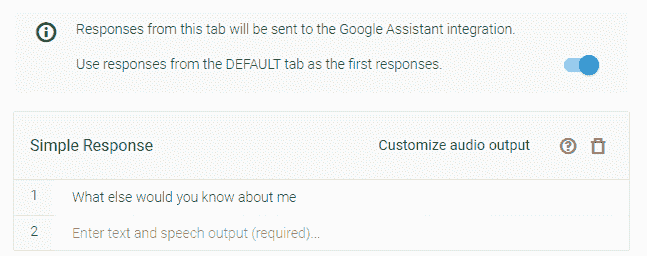 Responses from this tab will be sent to the Google Assistant integration.
Use responses from the DEFAULT tab as the first responses.
Simple Response Customize audio output
1 What else would you know about me
2 Enter text and speech output (required)...